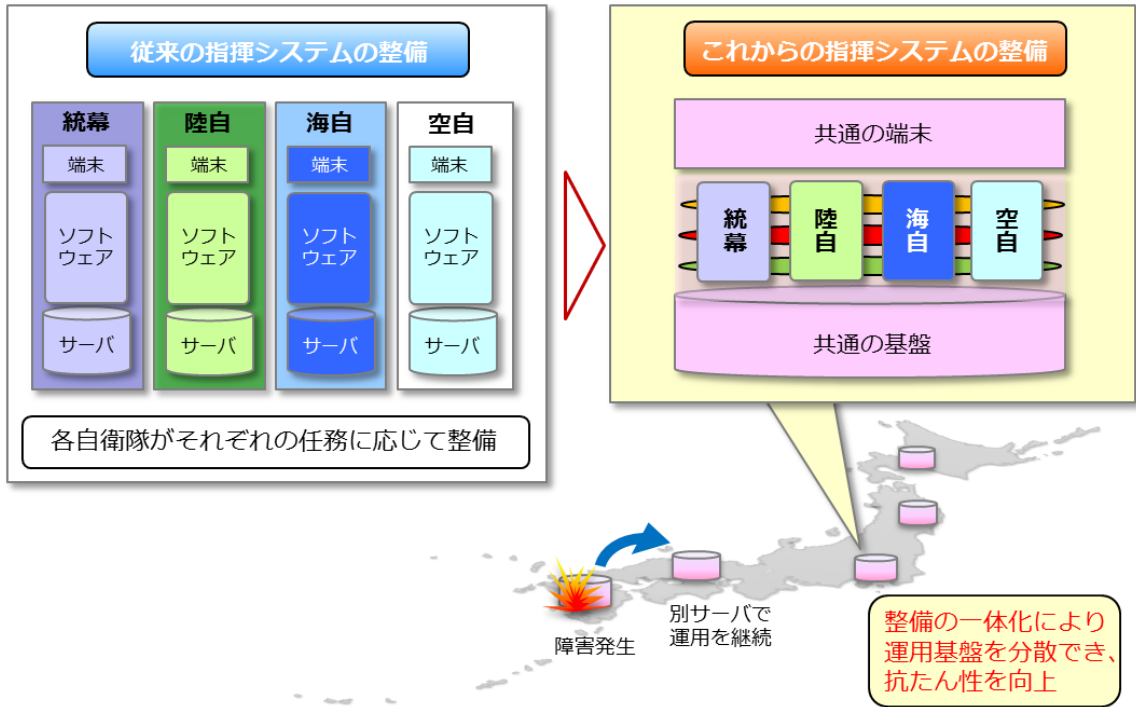 従来の指揮システムの整備
統幕
端末
ソフト
ウェア
サーバ
陸自
端末
ソフト
ウェア
サーバ
海自
端末
ソフト
ウェア
サーバ
空自
端末
ソフト
ウェア
サーバ
各自衛隊がそれぞれの任務に応じて整備
これからの指揮システムの整備
共通の端末
統幕
陸自
海自
空自
共通の基盤
障害発生
別サーバで
運用を継続
整備の一体化により
運用基盤を分散でき、
抗たん性を向上